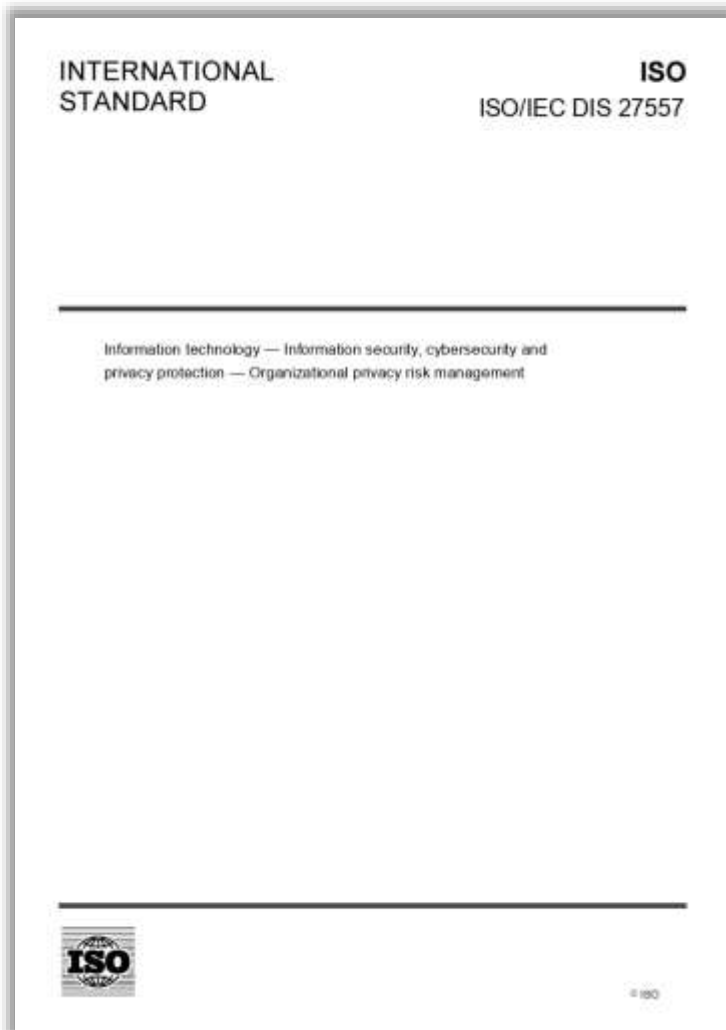 INTERNATIONAL
STANDARD
ISO
ISO/IEC DIS 27557
Information technology — Information security, cybersecurity and
privacy protection — Organizational privacy risk management
ISO
© ISO